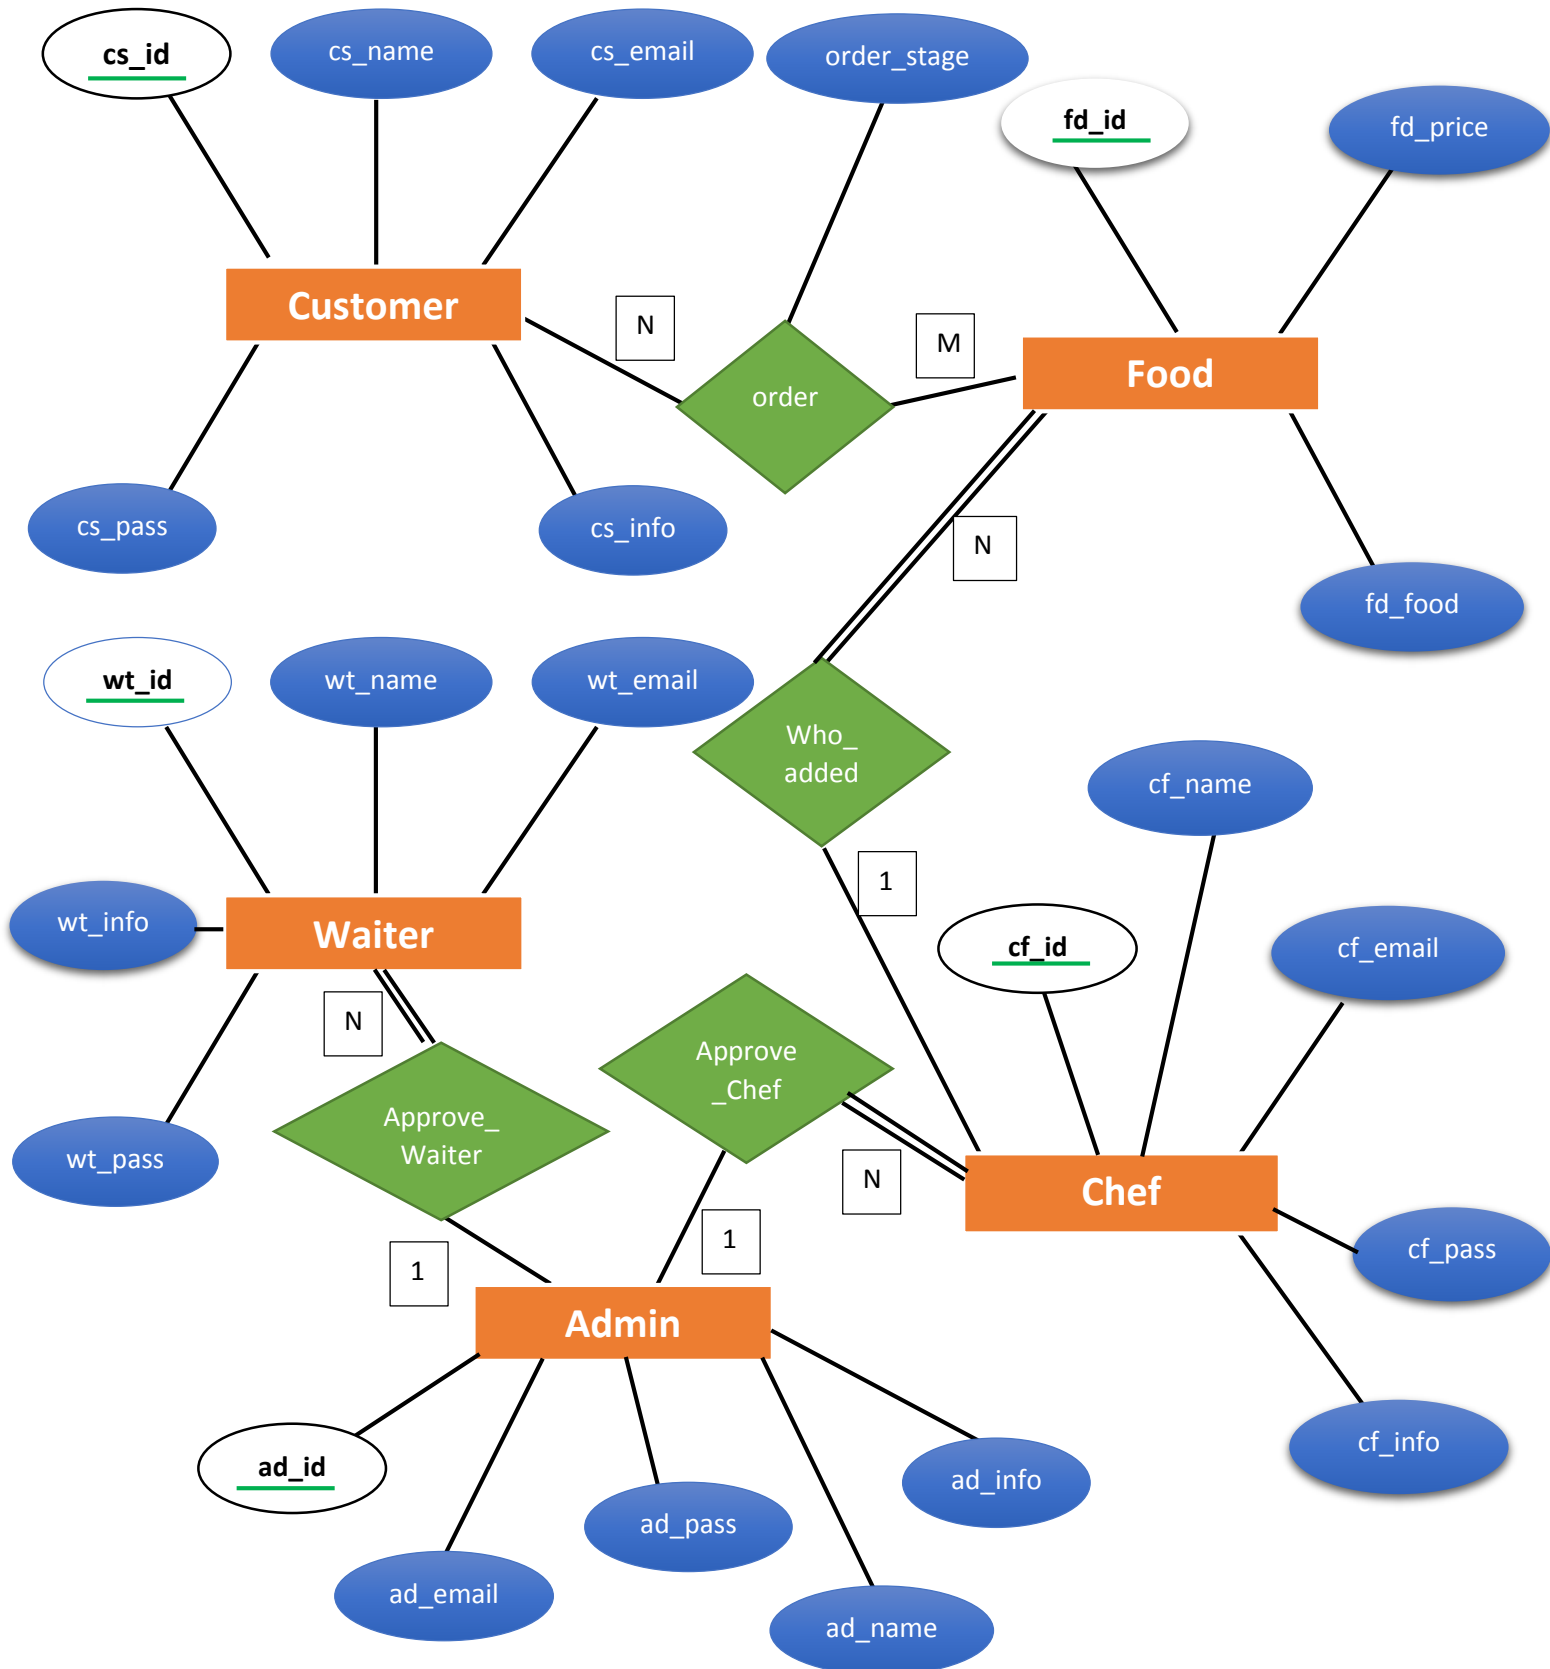 cs_id
cs_name
cs_email
order_stage
fd_id
fd_price
Customer
N
M
order
Food
cs_pass
cs_info
N
fd_food
wt_id
wt_name
wt_email
Who_
added
cf_name
1
wt_info
Waiter
cf_id
cf_email
N
Approve
_Chef
Approve_
Waiter
wt_pass
N
Chef
1
1
cf_pass
Admin
cf_info
ad_id
ad_info
ad_pass
ad_email
ad_name